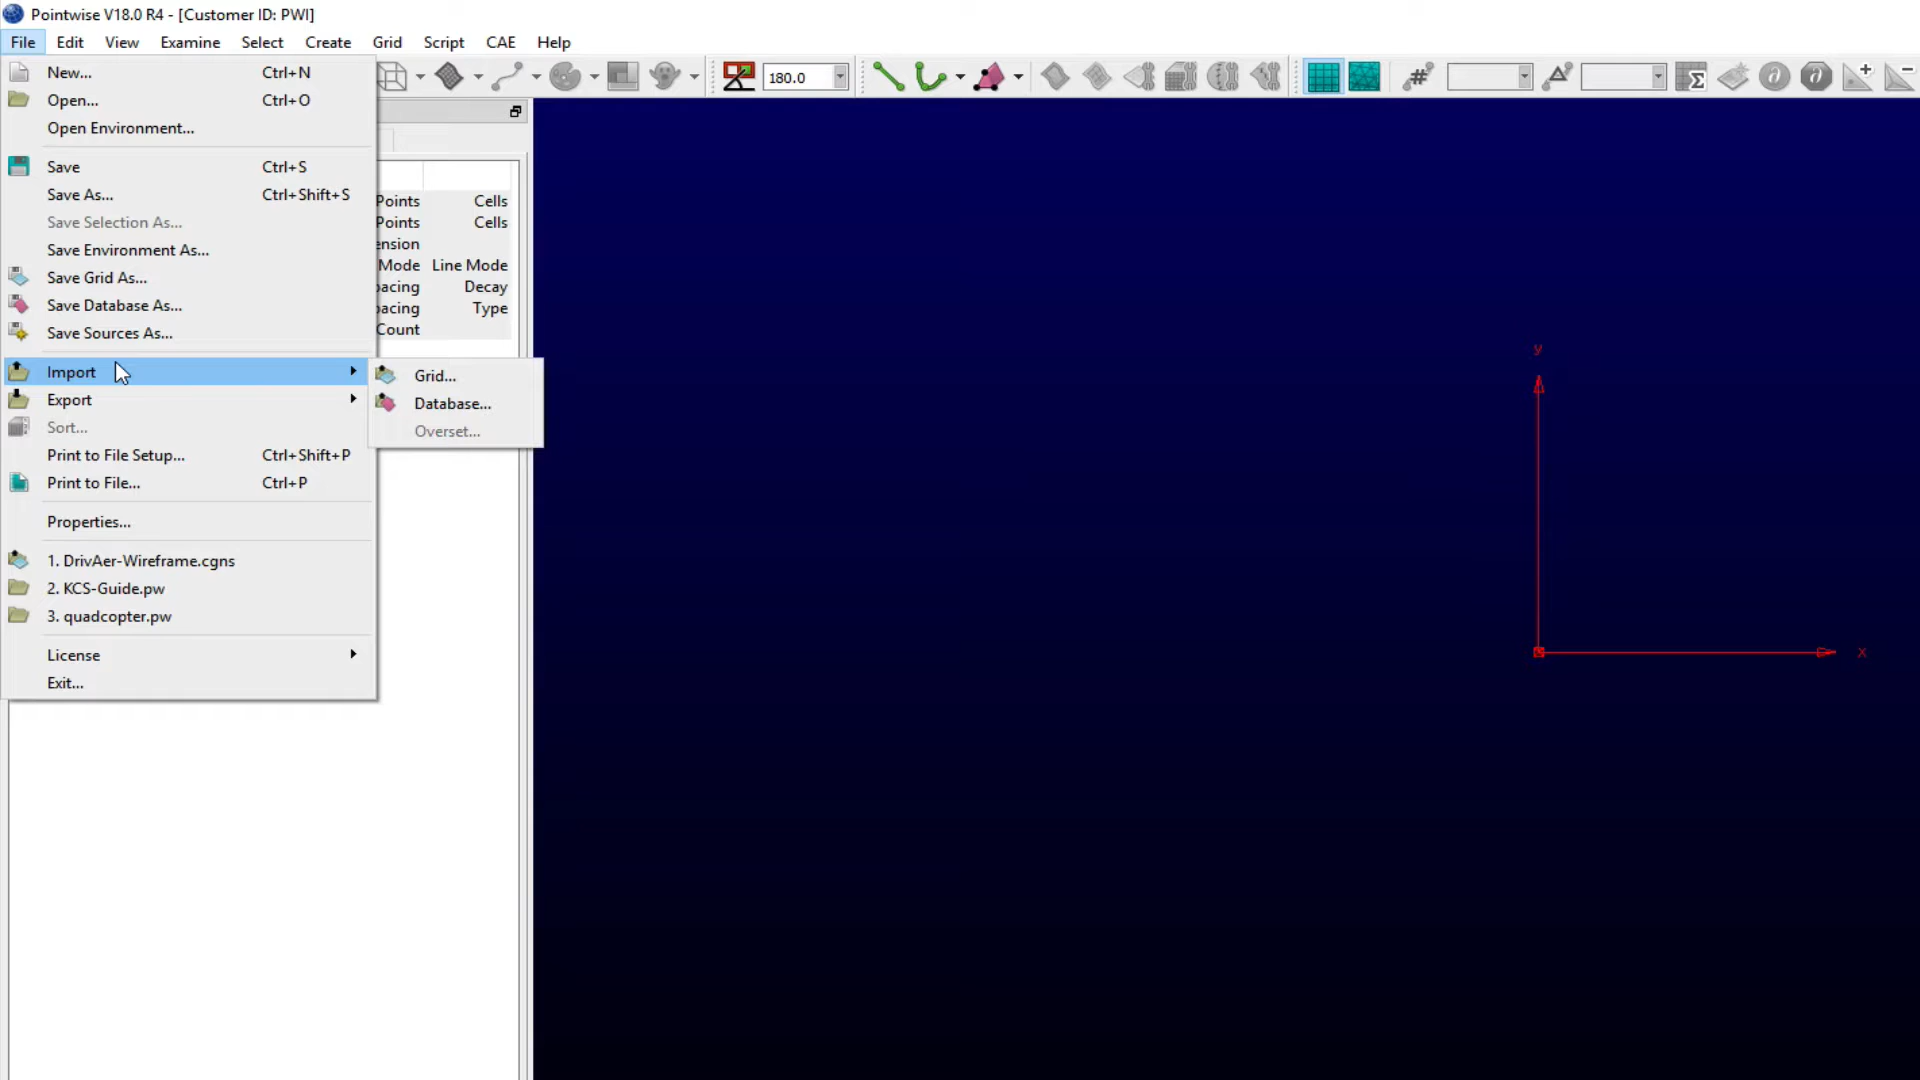 Pointwise V18.0 R4 - [Customer ID: PWI]
File Edit View Examine Select Create Grid Script CAE Help
180.0
New... Ctrl+N
Open... Ctrl+O
Open Environment...
Save Ctrl+S
Save As... Ctrl+Shift+S
Save Selection As...
Save Environment As...
Save Grid As...
Save Database As...
Save Sources As...
Import
Export
Sort...
Print to File Setup... Ctrl+Shift+P
Print to File... Ctrl+P
Properties...
1. DrivAer-Wireframe.cgns
2. KCS-Guide.pw
3. quadcopter.pw
License
Exit...
Grid...
Database...
Overset...
Points Cells
Points Cells
ension
Mode Line Mode
pacing Decay
pacing Type
Count
y
x